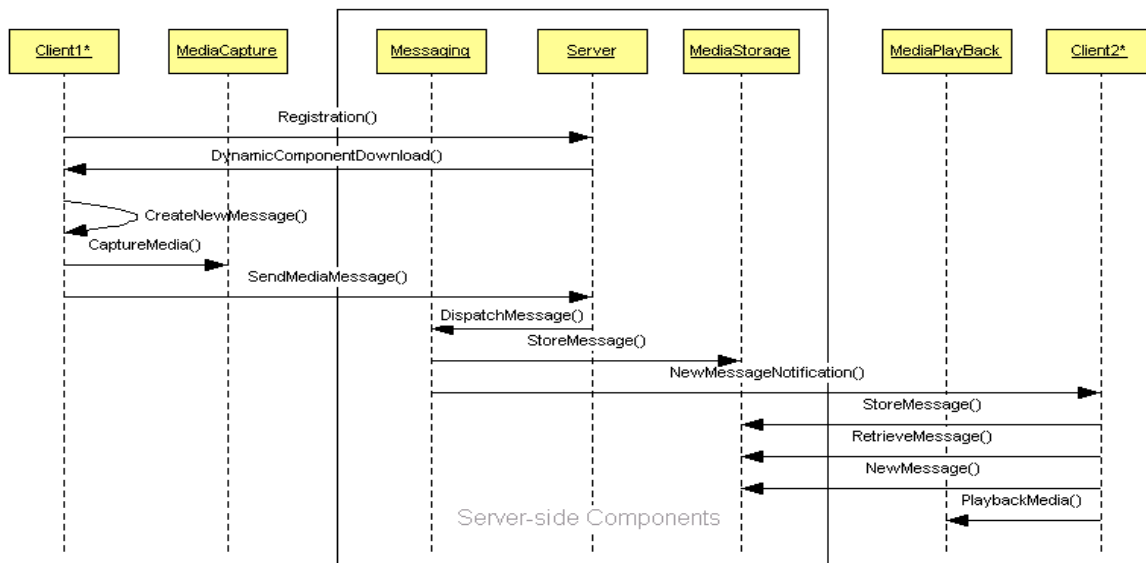 Client1*
MediaCapture
Messaging
Server
MediaStorage
MediaPlayBack
Client2*
Registration()
DynamicComponentDownload()
CreateNewMessage()
CaptureMedia()
SendMediaMessage()
DispatchMessage()
StoreMessage()
NewMessageNotification()
StoreMessage()
RetrieveMessage()
NewMessage()
PlaybackMedia()
Server-side Components